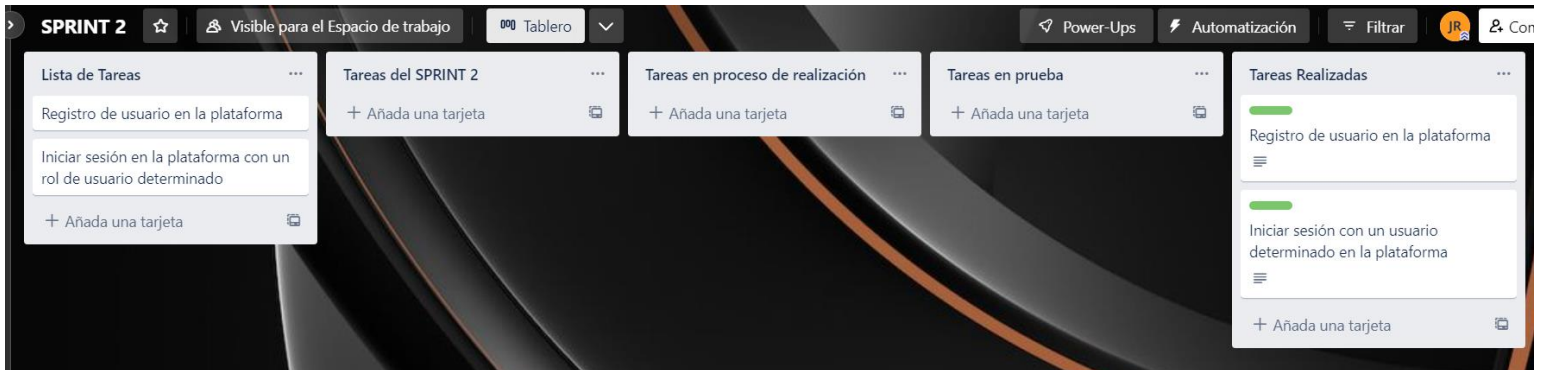 SPRINT 2
Visible para el Espacio de trabajo
Tablero
Power-Ups
Automatización
Filtrar
JR
Con
Lista de Tareas
Registro de usuario en la plataforma
Iniciar sesión en la plataforma con un
rol de usuario determinado
+ Añada una tarjeta
Tareas del SPRINT 2
+ Añada una tarjeta
Tareas en proceso de realización
+ Añada una tarjeta
Tareas en prueba
+ Añada una tarjeta
Tareas Realizadas
Registro de usuario en la plataforma
Iniciar sesión con un usuario
determinado en la plataforma
+ Añada una tarjeta